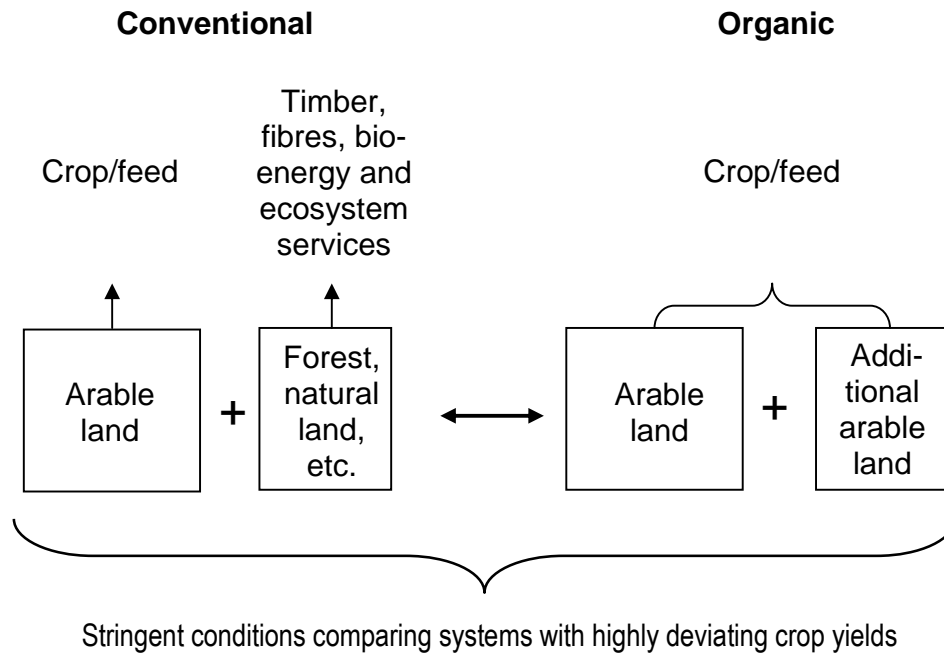 Conventional
Organic
Timber,
fibres, bio-
energy and
ecosystem
services
Crop/feed
Crop/feed
Arable
land
+
Forest,
natural
land,
etc.
Arable
land
+
Addi-
tional
arable
land
Stringent conditions comparing systems with highly deviating crop yields